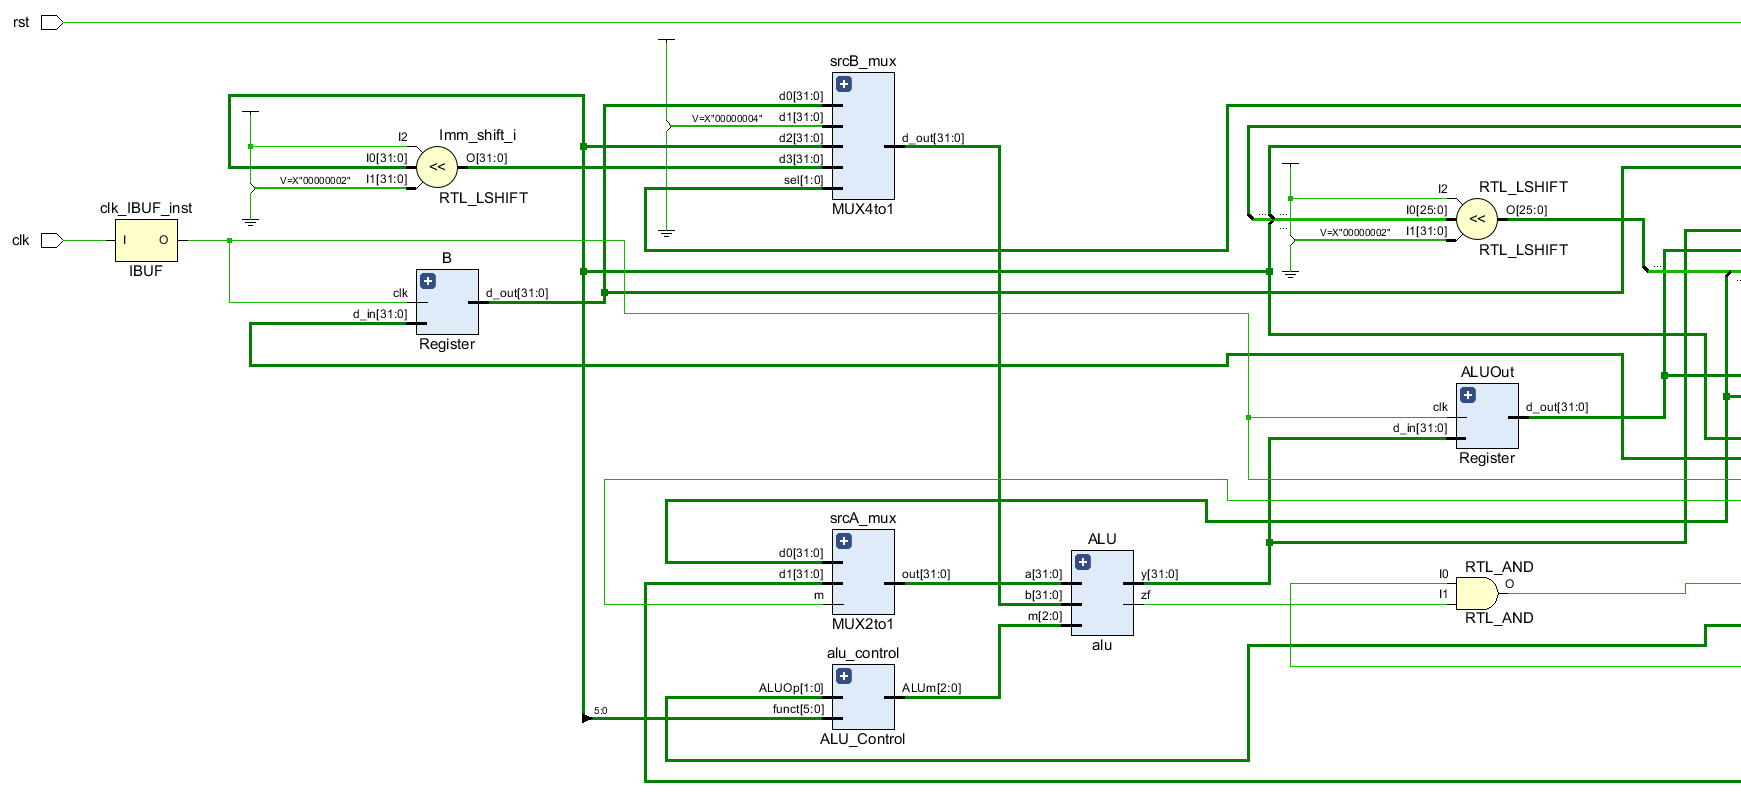 rst
srcB_mux
d0[31:0]
V=X"00000004" d1[31:0]
d2[31:0] d_out[31:0]
d3[31:0]
sel[1:0]
MUX4to1
Imm_shift_i
I2
I0[31:0] << O[31:0]
V=X"00000002" I1[31:0]
RTL_LSHIFT
RTL_LSHIFT
I2
... ... I0[25:0] << O[25:0]
...
V=X"00000002" I1[31:0]
RTL_LSHIFT
...
..
clk_IBUF_inst
clk I O
IBUF
B
clk d_out[31:0]
d_in[31:0]
Register
ALUOut
clk d_out[31:0]
d_in[31:0]
Register
srcA_mux
d0[31:0]
d1[31:0] out[31:0]
m
MUX2to1
ALU
a[31:0] y[31:0]
b[31:0] zf
m[2:0]
alu
RTL_AND
I0 O
I1
RTL_AND
alu_control
ALUOp[1:0] ALUm[2:0]
5:0 funct[5:0]
ALU_Control